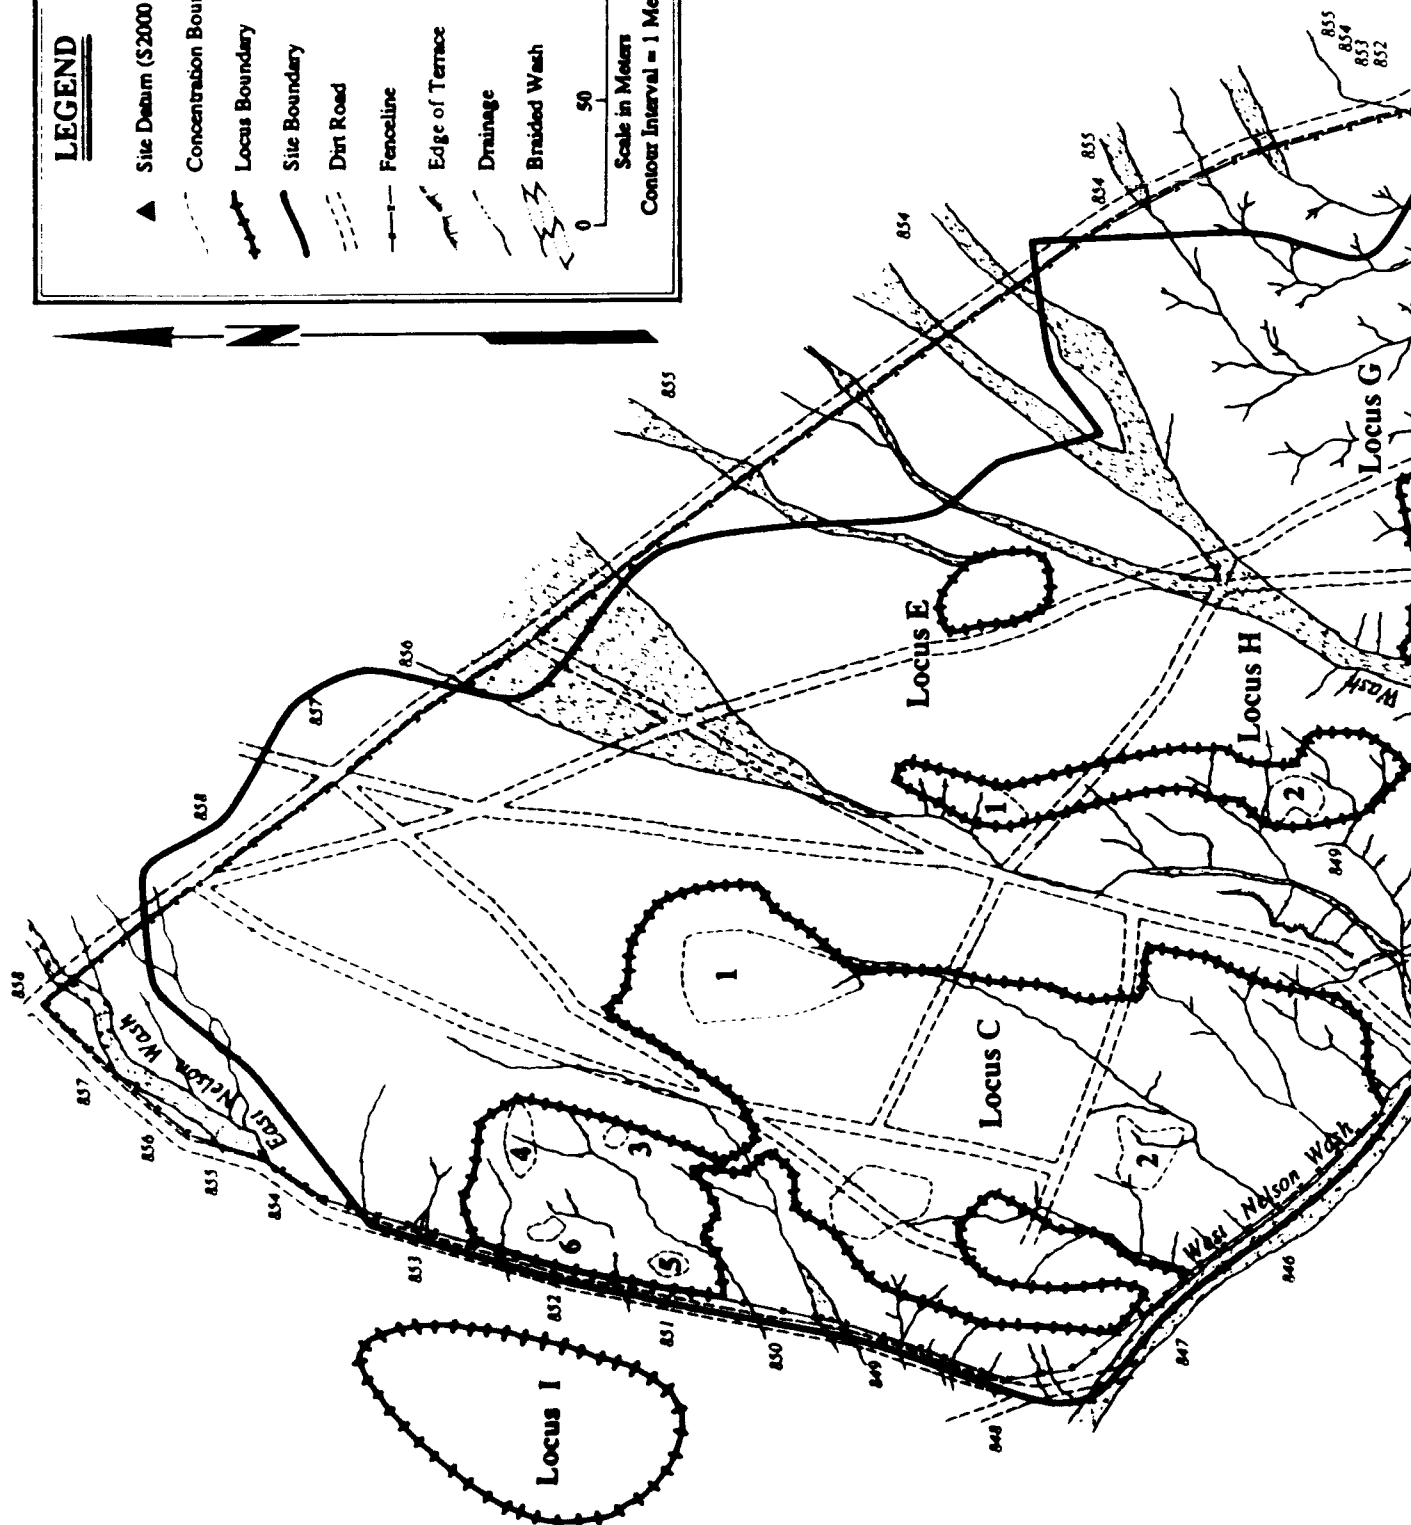 LEGEND
Site Datum (S2000
Concentration Boun
Locus Boundary
Site Boundary
Dirt Road
Fenceline
Edge of Terrace
Drainage
Braided Wash
0 50
Scale in Meters
Contour Interval = 1 Me
N
858
857
856
855
854
853
852
851
850
849
848
847
846
East Nelson Wash
858
857
856
855
854
854
855
855
854
853
852
Locus I
4
3
6
5
1
Locus C
2
West Nelson Wash
Locus E
1
Locus H
2
849
Wash
Locus G